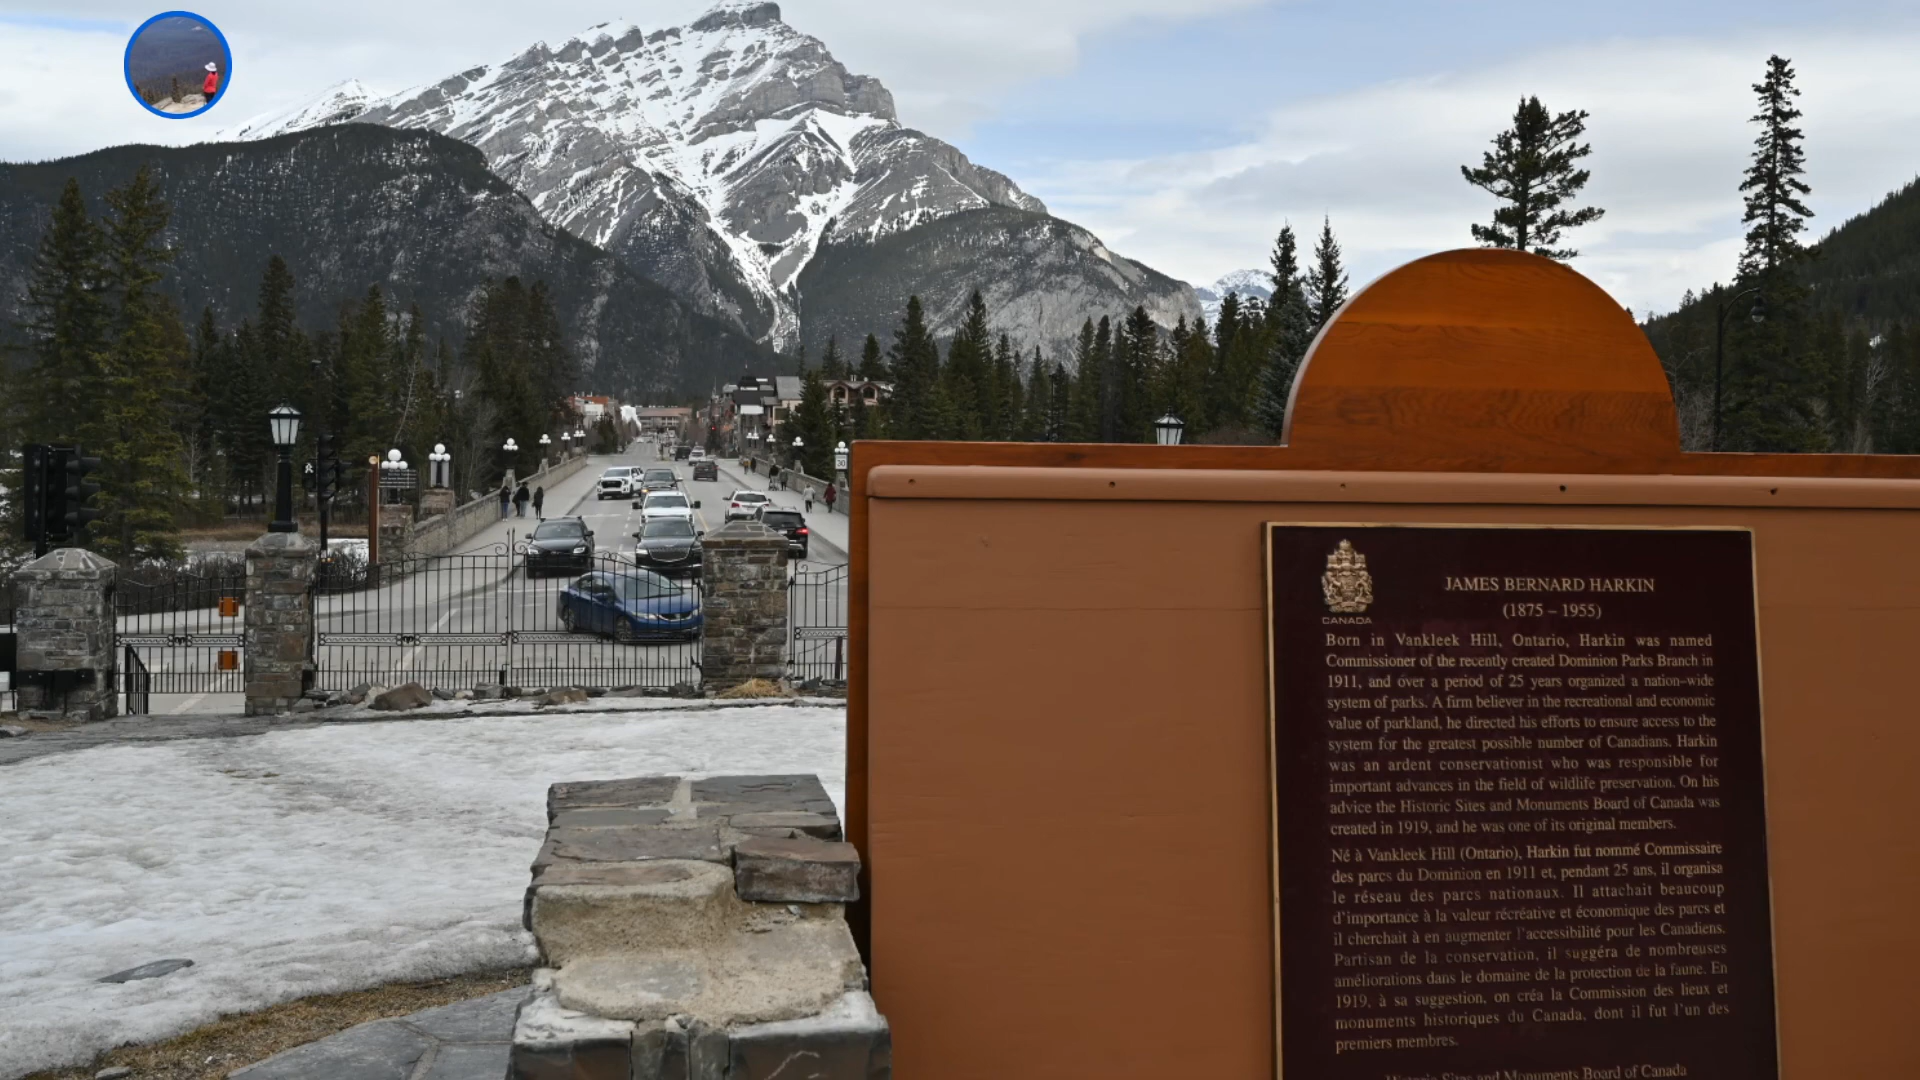 CANADA
JAMES BERNARD HARKIN
(1875 – 1955)
Born in Vankleek Hill, Ontario, Harkin was named
Commissioner of the recently created Dominion Parks Branch in
1911, and over a period of 25 years organized a nation–wide
system of parks. A firm believer in the recreational and economic
value of parkland, he directed his efforts to ensure access to the
system for the greatest possible number of Canadians. Harkin
was an ardent conservationist who was responsible for
important advances in the field of wildlife preservation. On his
advice the Historic Sites and Monuments Board of Canada was
created in 1919, and he was one of its original members.
Né à Vankleek Hill (Ontario), Harkin fut nommé Commissaire
des parcs du Dominion en 1911 et, pendant 25 ans, il organisa
le réseau des parcs nationaux. Il attachait beaucoup
d'importance à la valeur récréative et économique des parcs et
il cherchait à en augmenter l'accessibilité pour les Canadiens.
Partisan de la conservation, il suggéra de nombreuses
améliorations dans le domaine de la protection de la faune. En
1919, à sa suggestion, on créa la Commission des lieux et
monuments historiques du Canada, dont il fut l'un des
premiers membres.
Historic Sites and Monuments Board of Canada
30